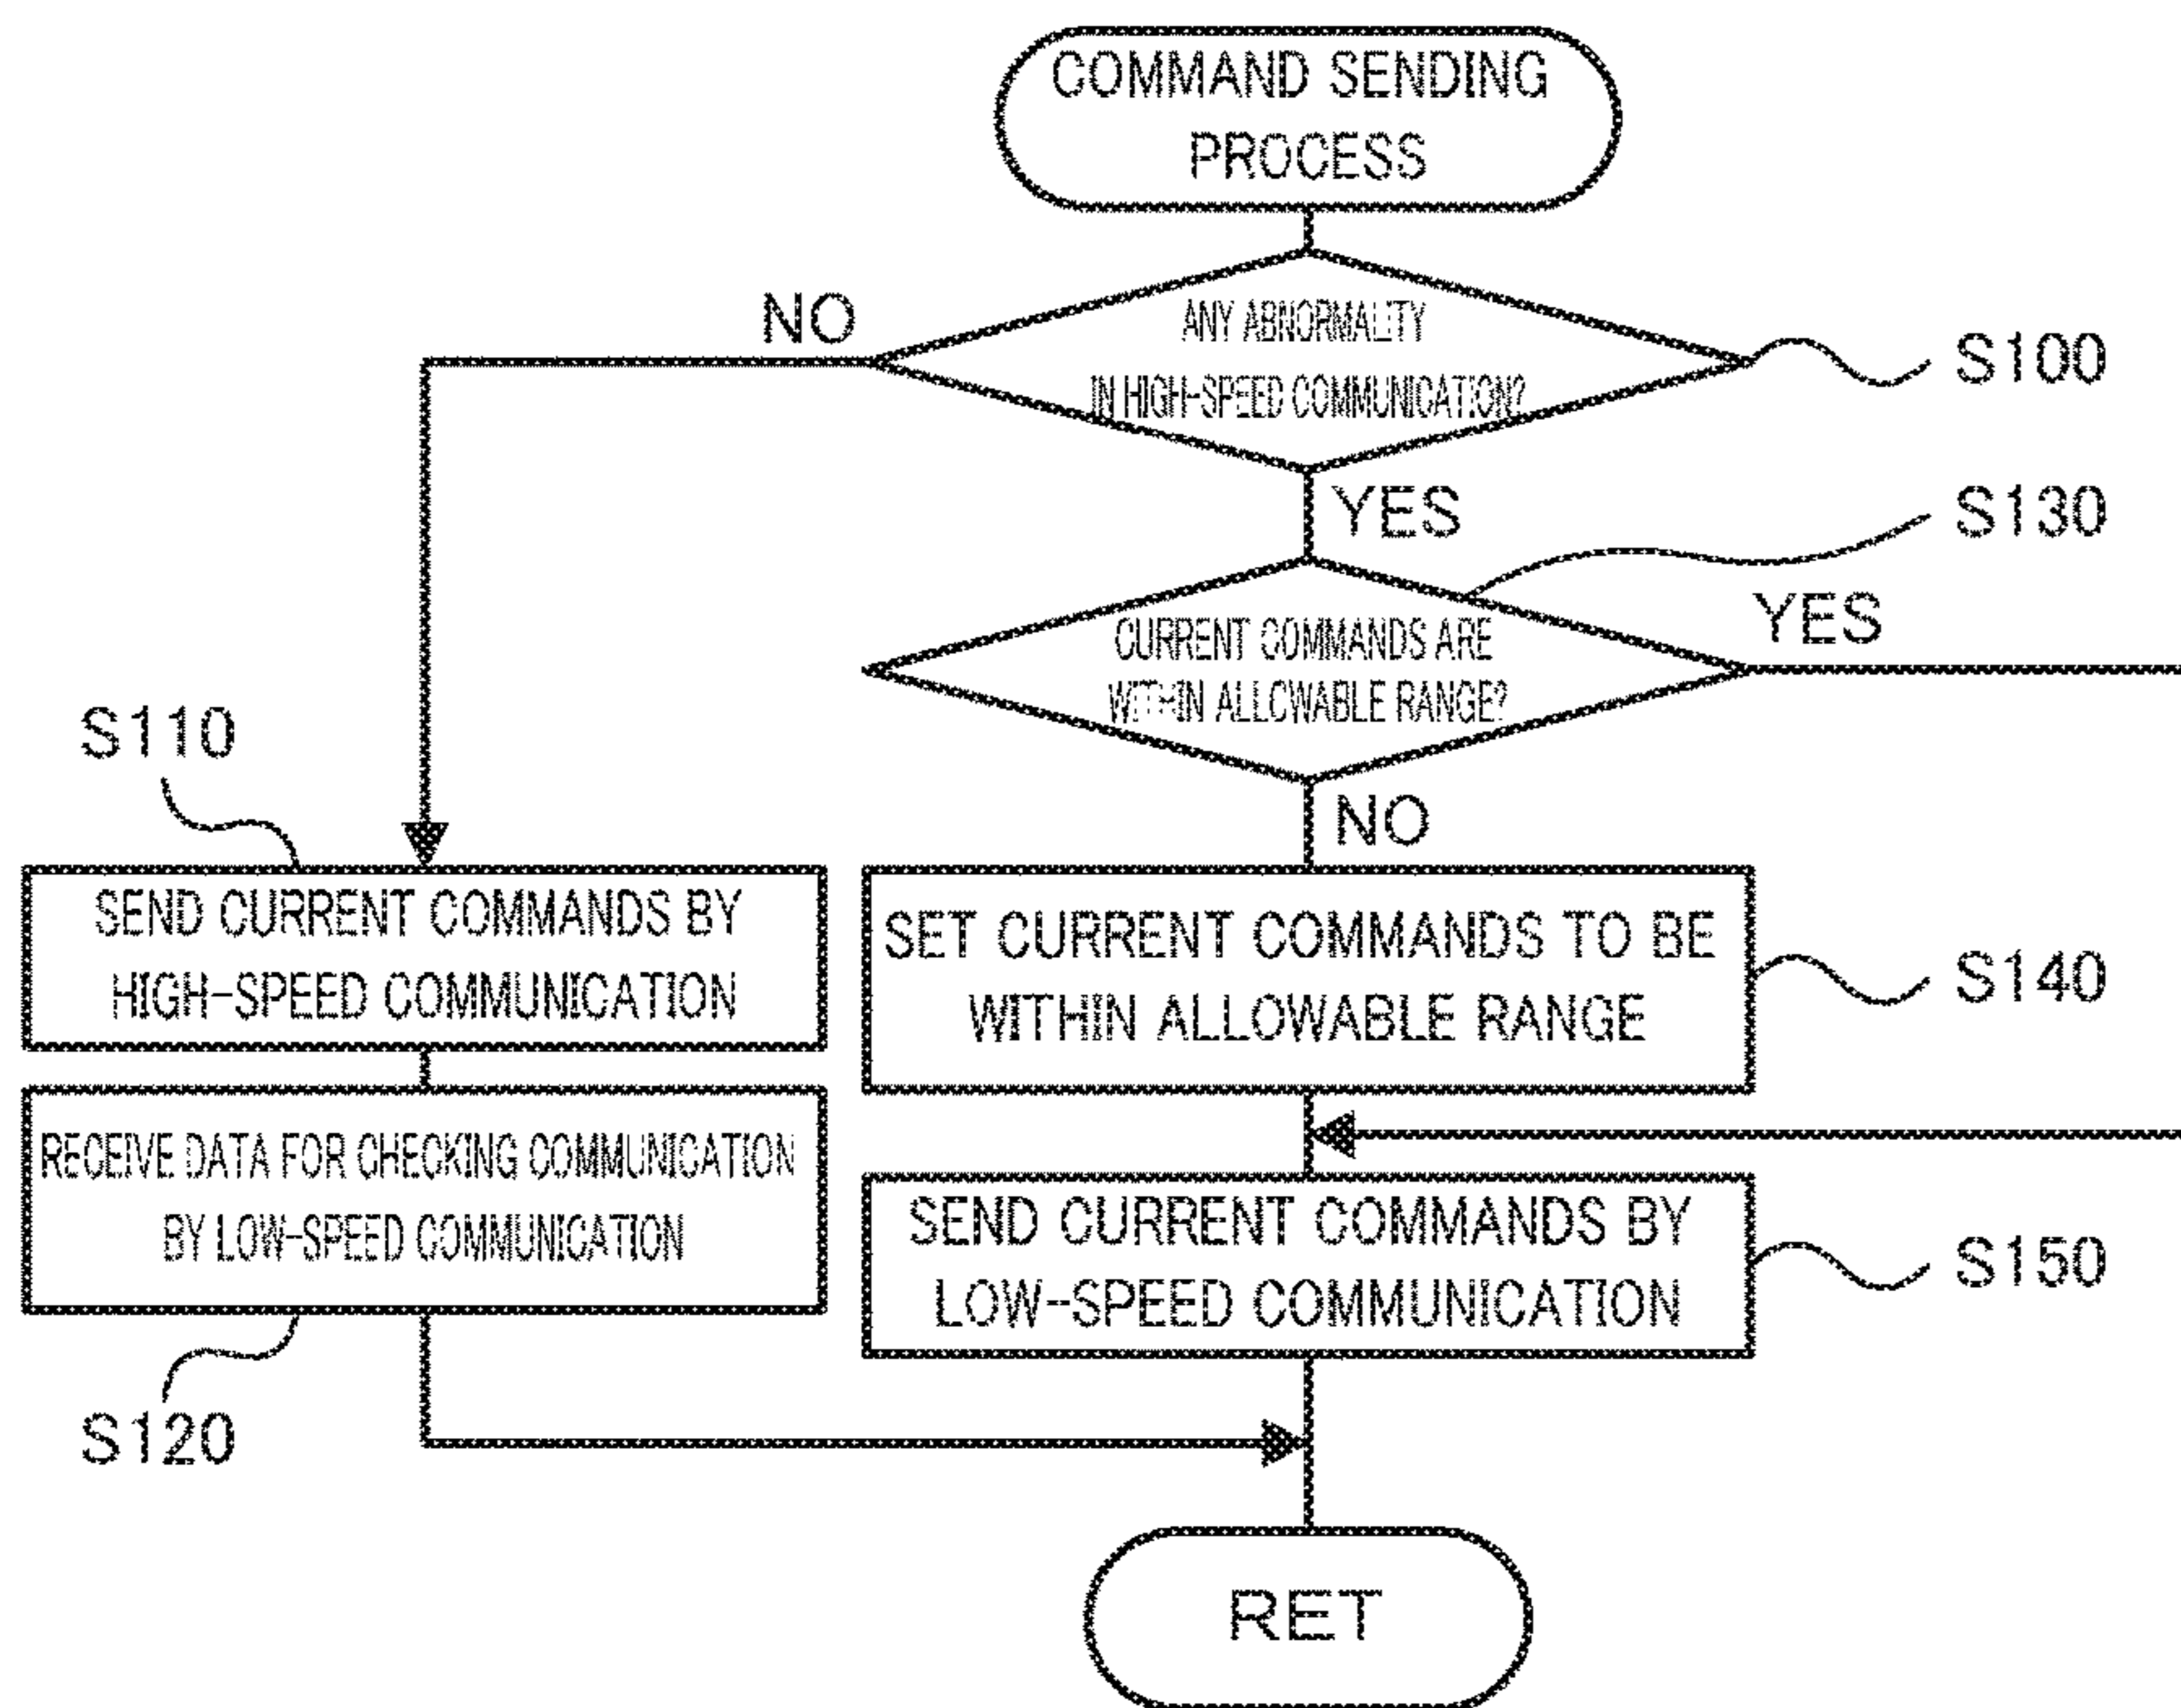 COMMAND SENDING
PROCESS
NO
ANY ABNORMALITY
IN HIGH-SPEED COMMUNICATION?
S100
YES
S130
CURRENT COMMANDS ARE
WITHIN ALLOWABLE RANGE?
YES
NO
S110
SEND CURRENT COMMANDS BY
HIGH-SPEED COMMUNICATION
RECEIVE DATA FOR CHECKING COMMUNICATION
BY LOW-SPEED COMMUNICATION
S120
SET CURRENT COMMANDS TO BE
WITHIN ALLOWABLE RANGE
S140
SEND CURRENT COMMANDS BY
LOW-SPEED COMMUNICATION
S150
RET